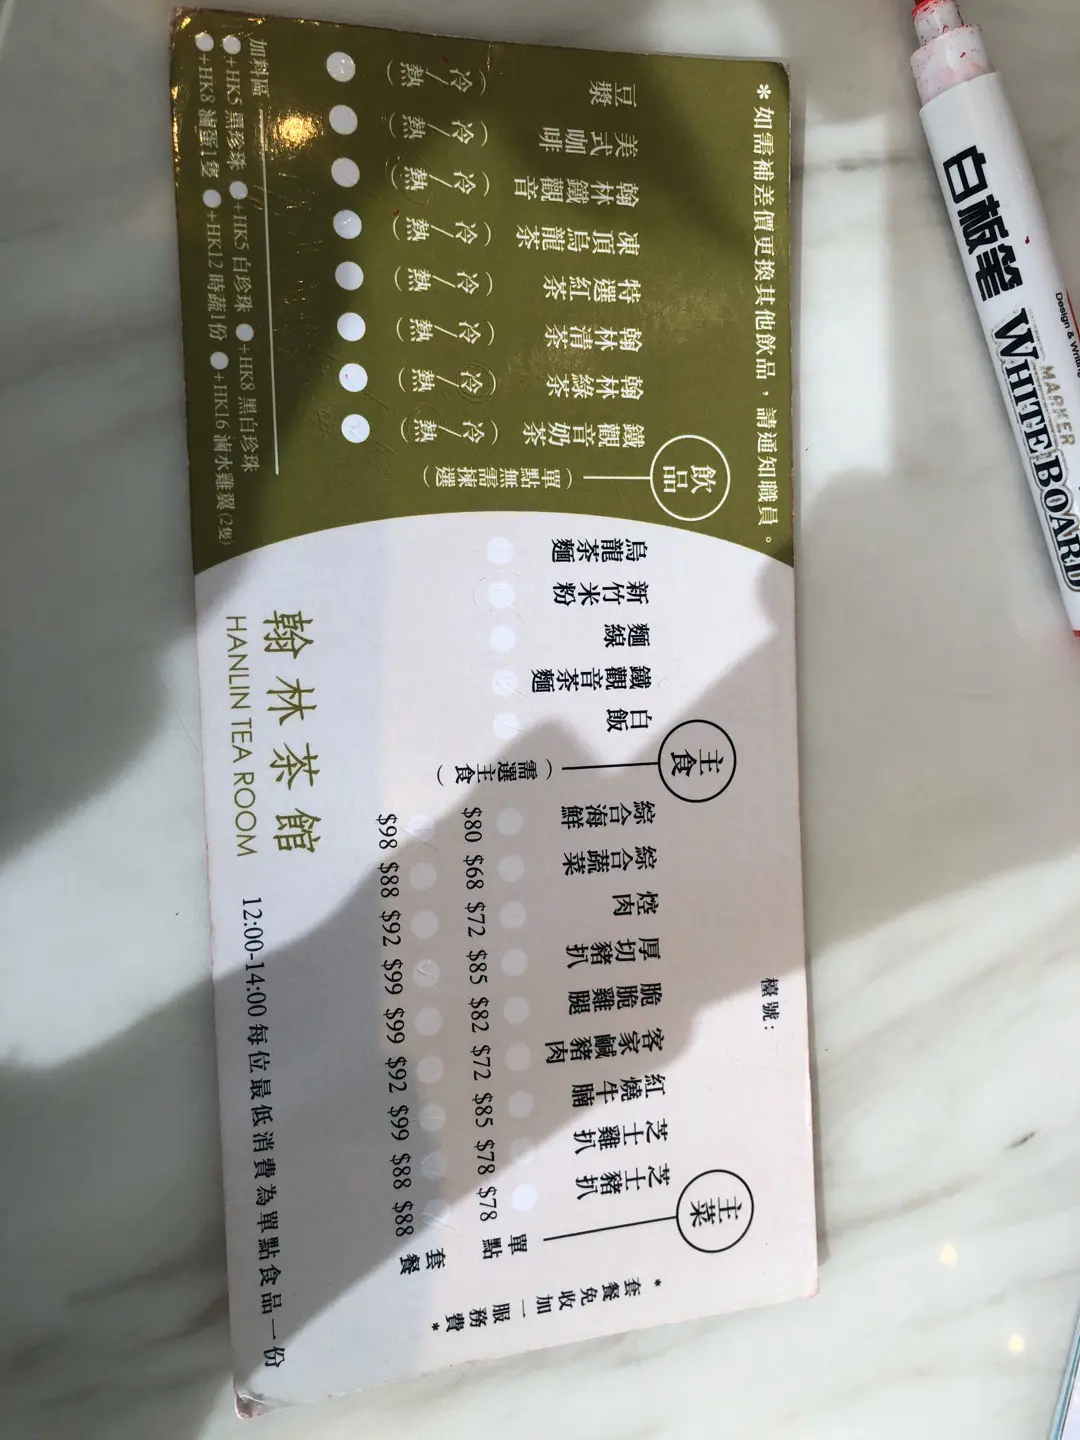 *如需補差價更換其他飲品，請通知職員。
檯號：
*套餐免收加一服務費*
主菜
芝士豬扒
芝士雞扒
紅燒牛腩
客家鹹豬肉
脆脆雞腿
厚切豬扒
焢肉
綜合蔬菜
綜合海鮮
$80 $68 $72 $85 $82 $72 $85 $78 $78 單點
$98 $88 $92 $99 $99 $92 $99 $88 $88 套餐
主食
（需選主食）
白飯
鐵觀音茶麵
麵線
新竹米粉
烏龍茶麵
飲品
（單點無需揀選）
鐵觀音奶茶（冷/熱）
翰林綠茶（冷/熱）
翰林清茶（冷/熱）
特選紅茶（冷/熱）
凍頂烏龍茶（冷/熱）
翰林鐵觀音（冷/熱）
美式咖啡（冷/熱）
豆漿（冷/熱）
加料區
+HK5 黑珍珠 +HK5 白珍珠 +HK8 黑白珍珠
+HK8 滷蛋1隻 +HK12 時蔬1份 +HK16 滷水雞翼(2隻)
翰林茶館
HANLIN TEA ROOM
12:00-14:00每位最低消費為單點食品一份
白板笔
Design & Writing
MARKER
WHITEBOARD